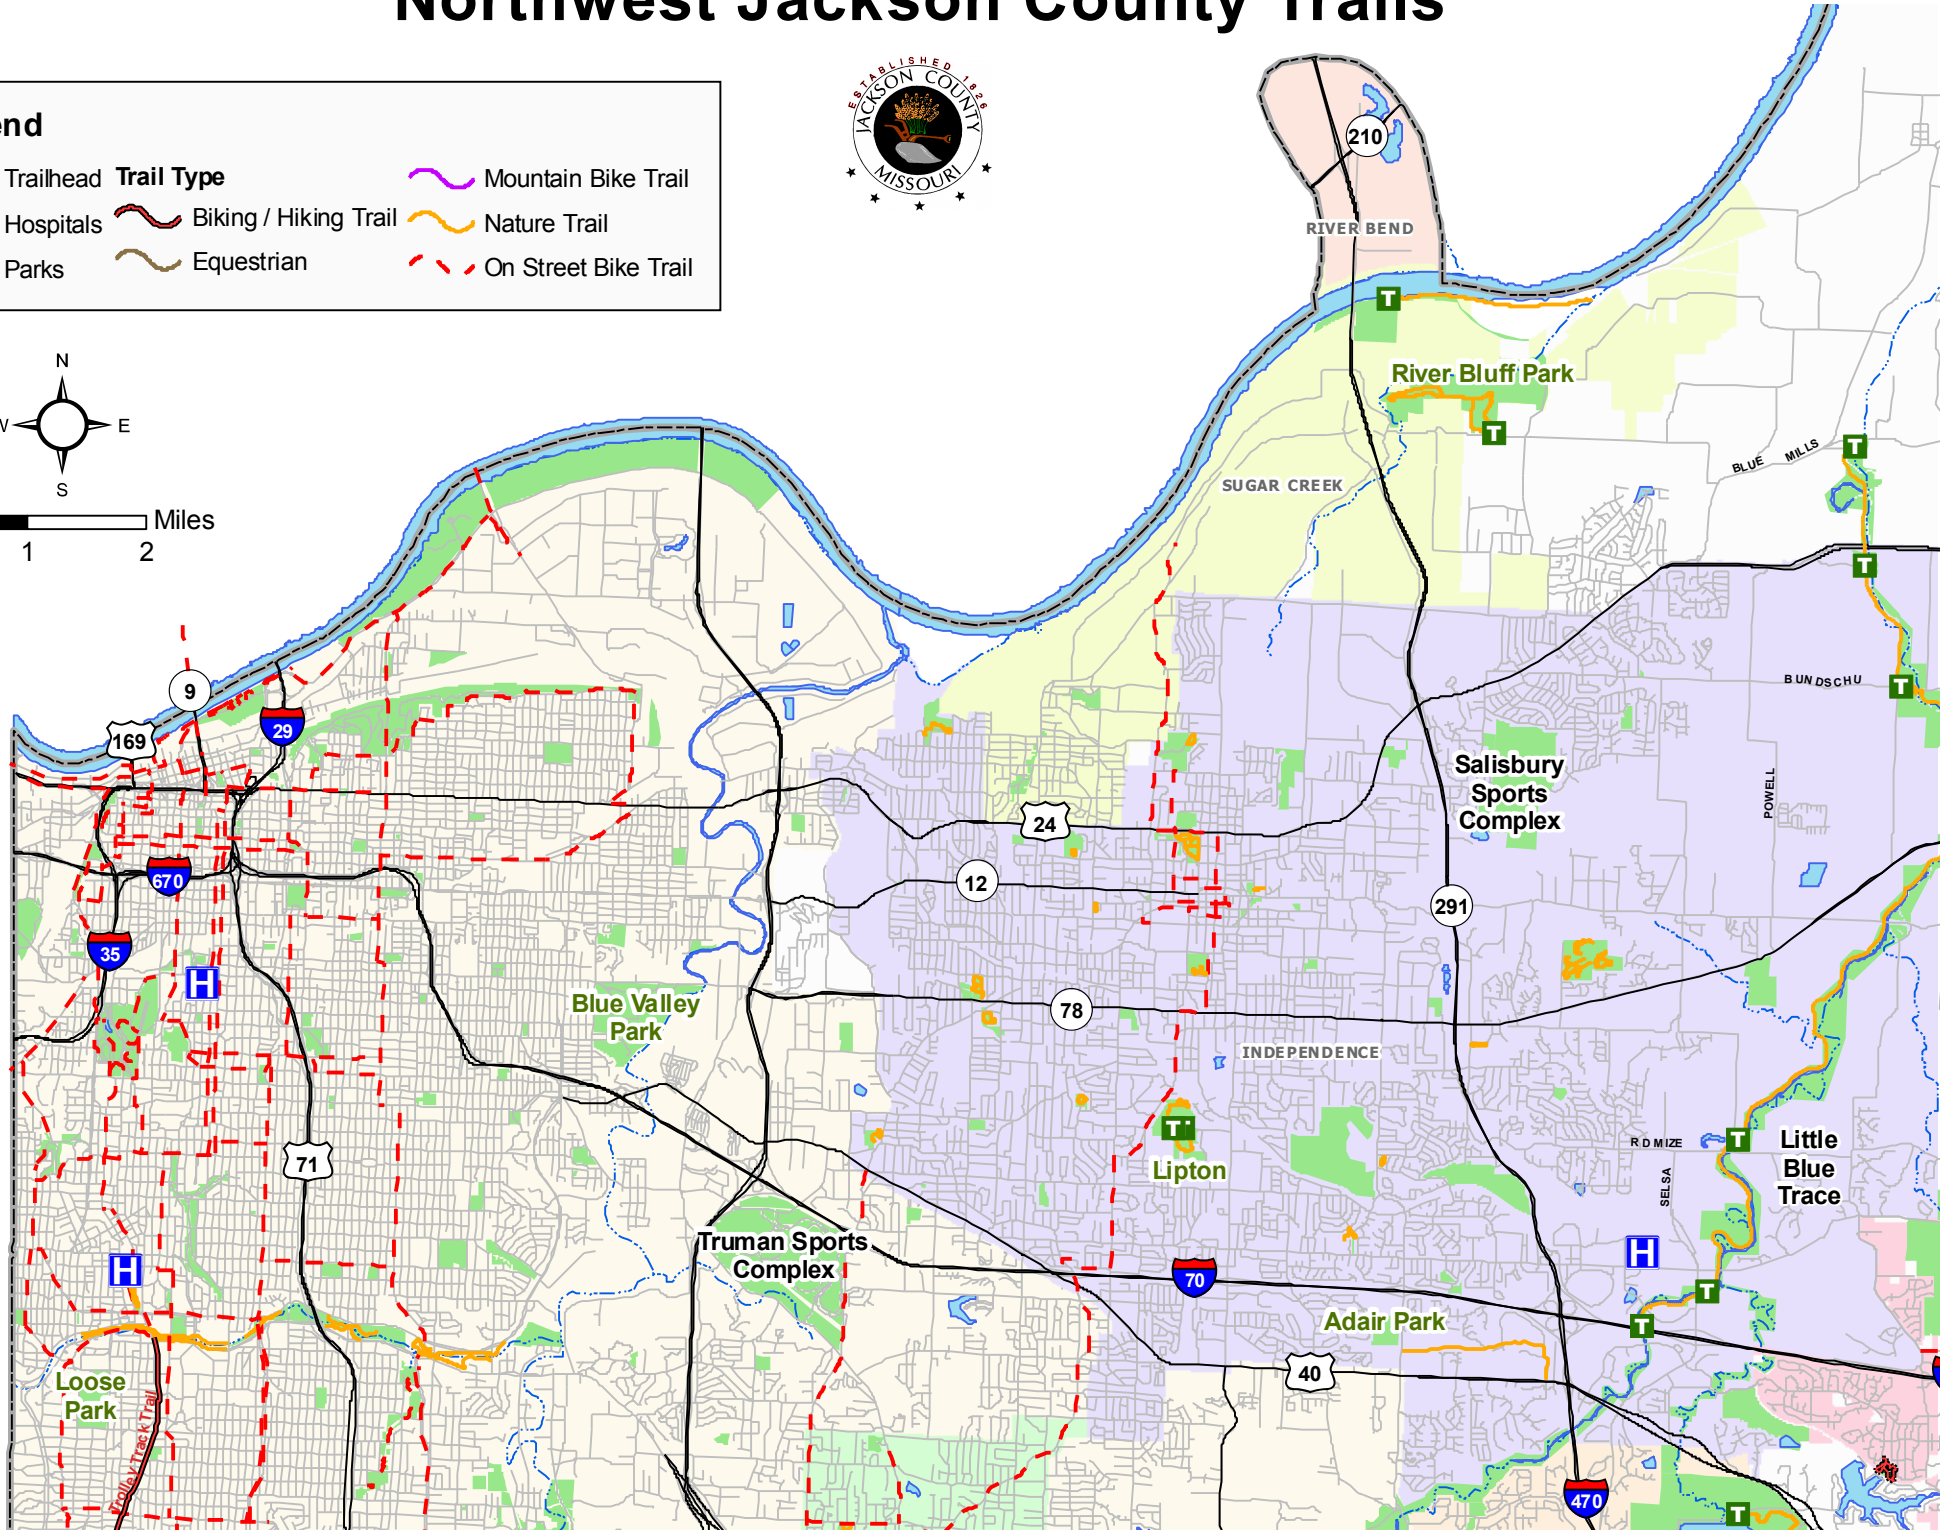 Northwest Jackson County Trails
ESTABLISHED 1826
JACKSON COUNTY
MISSOURI
end
Trailhead
Hospitals
Parks
Trail Type
Biking / Hiking Trail
Equestrian
Mountain Bike Trail
Nature Trail
On Street Bike Trail
N
W
E
S
Miles
1
2
210
RIVER BEND
River Bluff Park
T
T
SUGAR CREEK
BLUE MILLS
T
T
BUNDSCHU
T
9
169
29
24
12
670
35
H
Salisbury
Sports
Complex
POWELL
291
Blue Valley
Park
78
INDEPENDENCE
71
T
Lipton
RD MIZE
SELSA
T
Little
Blue
Trace
H
Truman Sports
Complex
70
H
T
T
Adair Park
40
Loose
Park
Trolley Track Trail
470
T